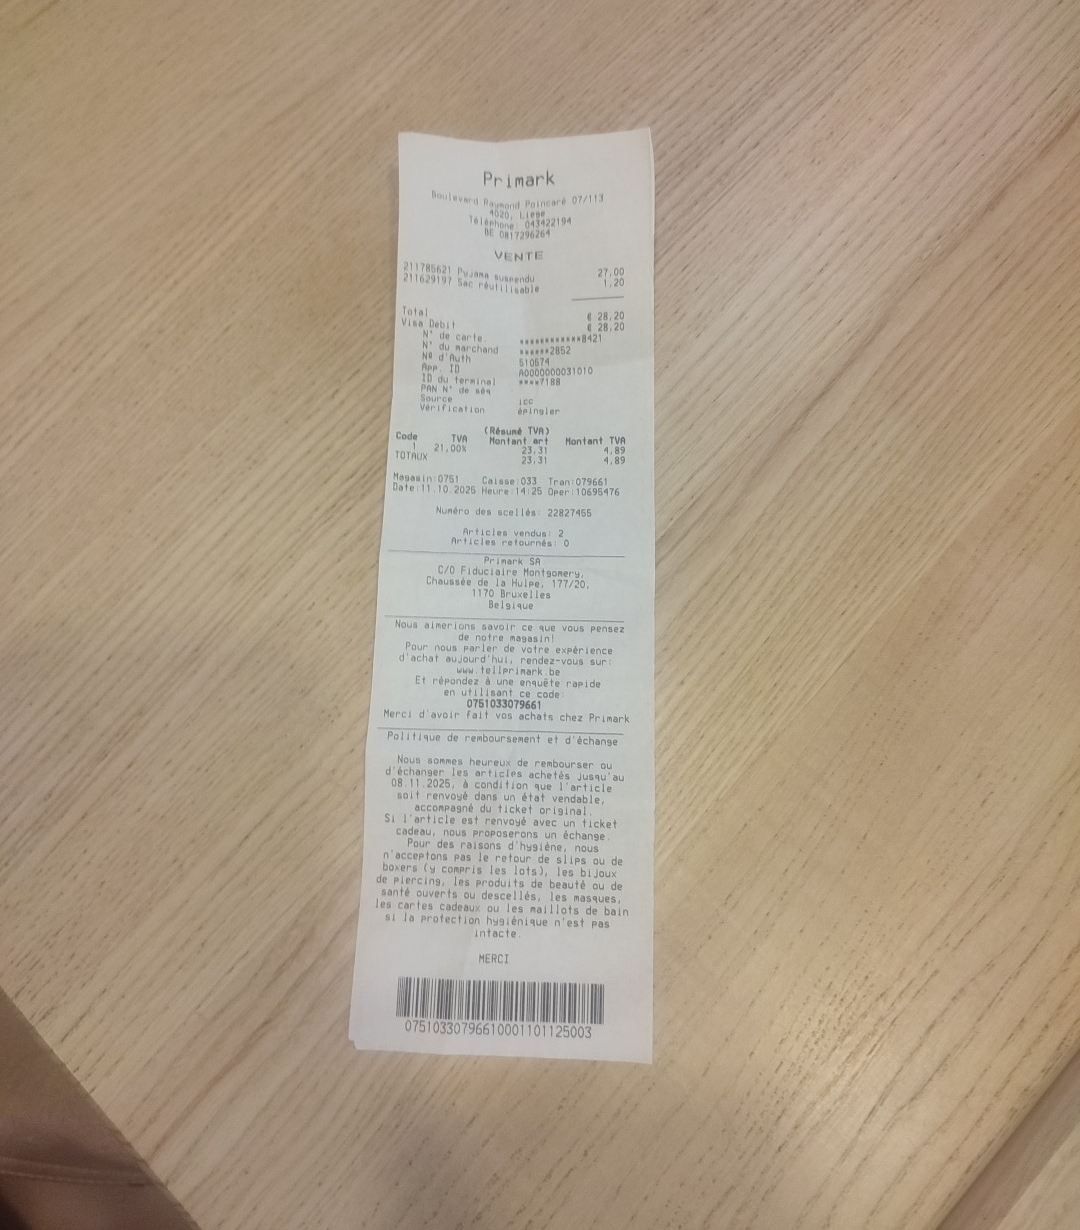 Primark
Boulevard Raymond Poincaré 07/113
4020, Liege
Téléphone: 043422194
BE 0817296264
VENTE
211785621 Pyjama suspendu 27,00
211629197 Sac réutilisable 1,20
Total € 28,20
Visa Debit € 28,20
N° de carte ************8421
N° du marchand ******2852
Nº d'Auth 510674
App. ID A0000000031010
ID du terminal ****7188
PAN N° de séq
Source icc
Vérification épingler
(Résumé TVA)
Code TVA Montant art Montant TVA
1 21,00% 23,31 4,89
TOTAUX 23,31 4,89
Magasin:0751 Caisse:033 Tran:079661
Date:11.10.2025 Heure:14:25 Oper:10695476
Numéro des scellés: 22827455
Articles vendus: 2
Articles retournés: 0
Primark SA
C/O Fiduciaire Montgomery,
Chaussée de la Hulpe, 177/20,
1170 Bruxelles
Belgique
Nous aimerions savoir ce que vous pensez
de notre magasin!
Pour nous parler de votre expérience
d'achat aujourd'hui, rendez-vous sur:
www.tellprimark.be
Et répondez à une enquête rapide
en utilisant ce code:
0751033079661
Merci d'avoir fait vos achats chez Primark
Politique de remboursement et d'échange
Nous sommes heureux de rembourser ou
d'échanger les articles achetés jusqu'au
08.11.2025, à condition que l'article
soit renvoyé dans un état vendable,
accompagné du ticket original.
Si l'article est renvoyé avec un ticket
cadeau, nous proposerons un échange.
Pour des raisons d'hygiène, nous
n'acceptons pas le retour de slips ou de
boxers (y compris les lots), les bijoux
de piercing, les produits de beauté ou de
santé ouverts ou descellés, les masques,
les cartes cadeaux ou les maillots de bain
si la protection hygiénique n'est pas
intacte.
MERCI
07510330796610001101125003